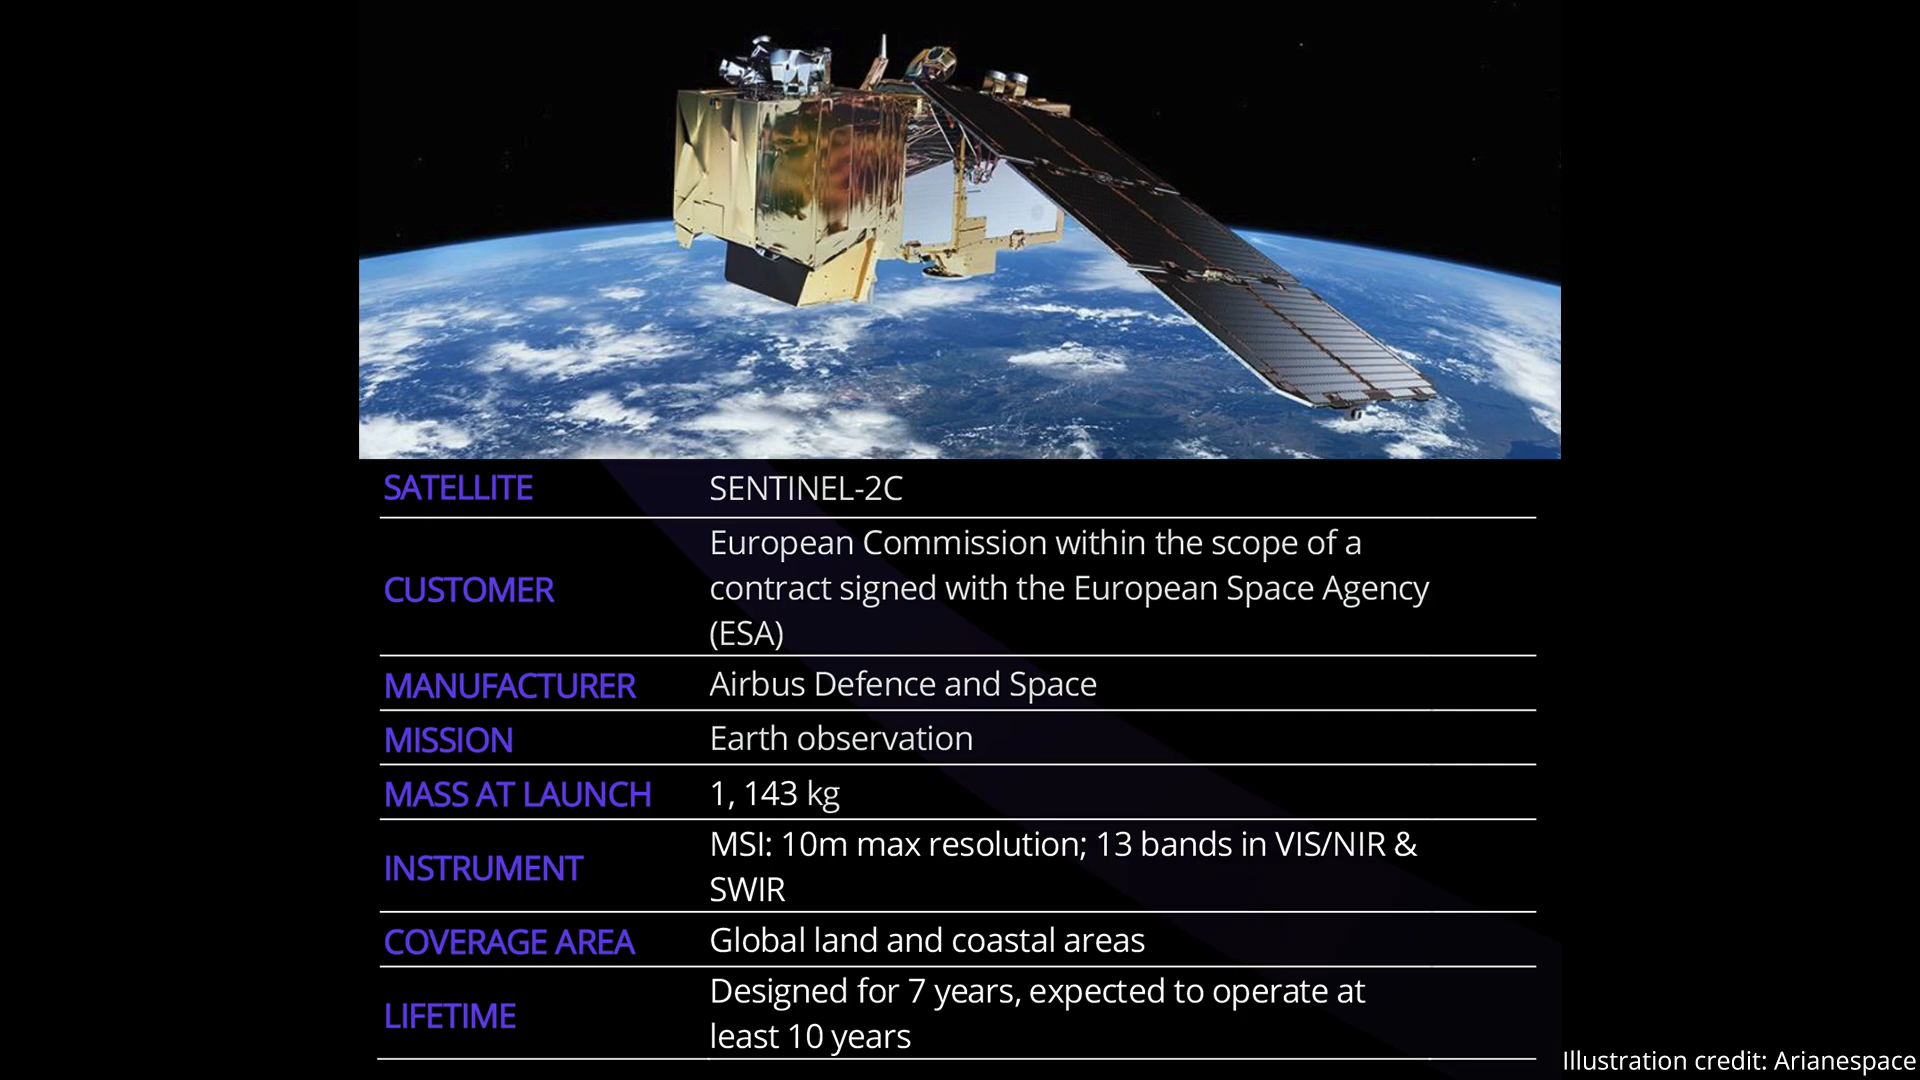 SATELLITE
SENTINEL-2C
CUSTOMER
European Commission within the scope of a
contract signed with the European Space Agency
(ESA)
MANUFACTURER
Airbus Defence and Space
MISSION
Earth observation
MASS AT LAUNCH
1, 143 kg
INSTRUMENT
MSI: 10m max resolution; 13 bands in VIS/NIR &
SWIR
COVERAGE AREA
Global land and coastal areas
LIFETIME
Designed for 7 years, expected to operate at
least 10 years
Illustration credit: Arianespace